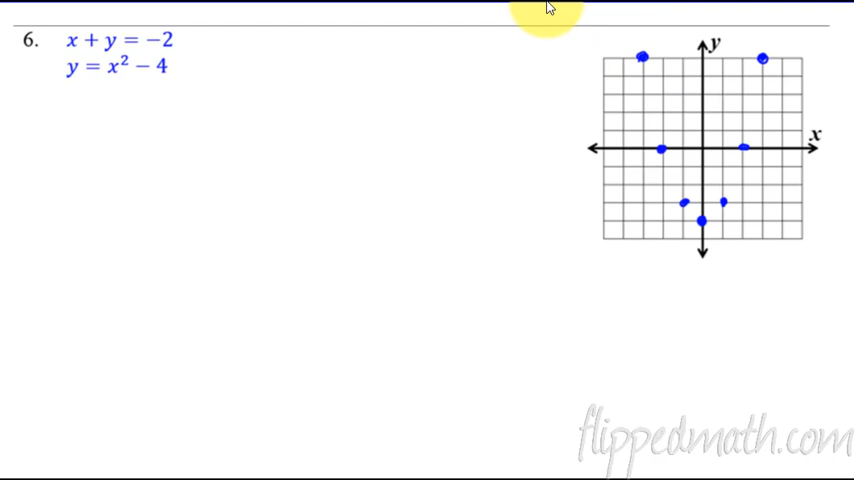 6. x + y = −2
y = x² − 4
y
x
flippedmath.com